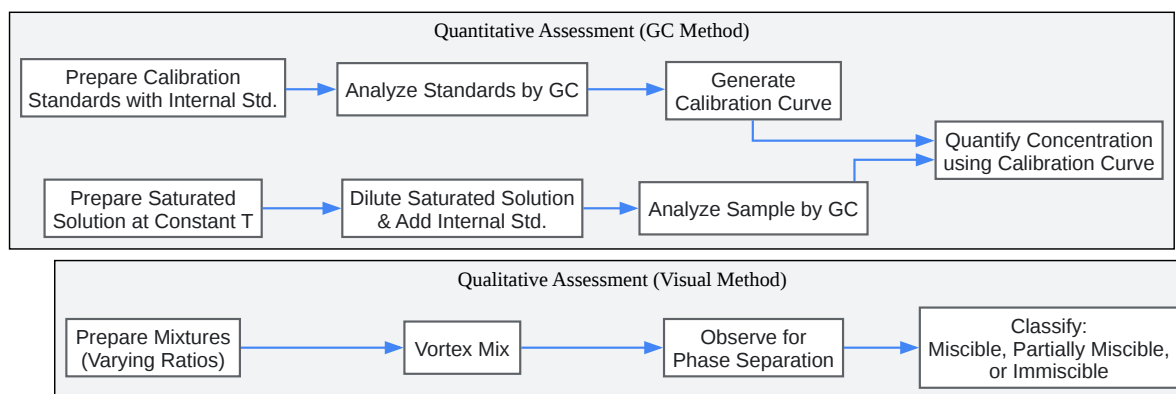 Quantitative Assessment (GC Method)
Prepare Calibration
Standards with Internal Std.
Analyze Standards by GC
Generate
Calibration Curve
Quantify Concentration
using Calibration Curve
Prepare Saturated
Solution at Constant T
Dilute Saturated Solution
& Add Internal Std.
Analyze Sample by GC
Qualitative Assessment (Visual Method)
Prepare Mixtures
(Varying Ratios)
Vortex Mix
Observe for
Phase Separation
Classify:
Miscible, Partially Miscible,
or Immiscible